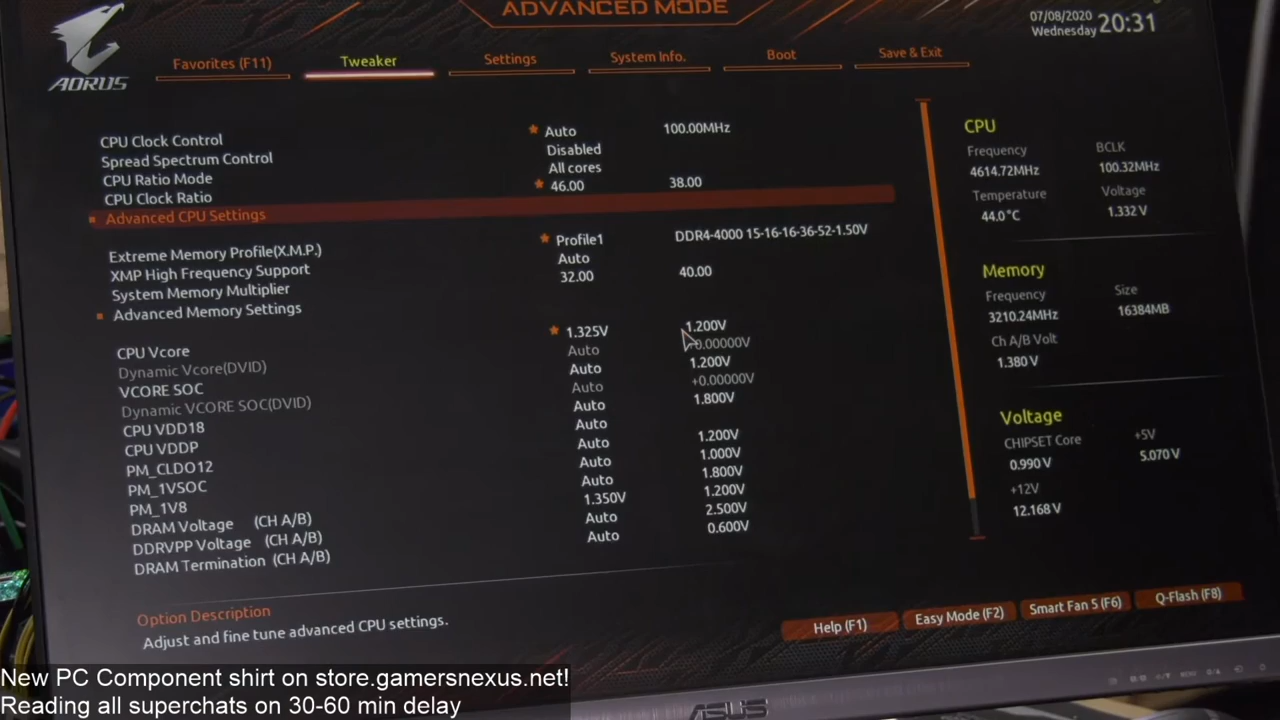 ADVANCED MODE
07/08/2020
Wednesday 20:31
AORUS
Favorites (F11) Tweaker Settings System Info. Boot Save & Exit
CPU Clock Control * Auto 100.00MHz
Spread Spectrum Control Disabled
CPU Ratio Mode All cores
CPU Clock Ratio * 46.00 38.00
Advanced CPU Settings
Extreme Memory Profile(X.M.P.) * Profile1 DDR4-4000 15-16-16-36-52-1.50V
XMP High Frequency Support Auto
System Memory Multiplier 32.00 40.00
Advanced Memory Settings
CPU Vcore * 1.325V 1.200V
Dynamic Vcore(DVID) Auto +0.00000V
VCORE SOC Auto 1.200V
Dynamic VCORE SOC(DVID) Auto +0.00000V
CPU VDD18 Auto 1.800V
CPU VDDP Auto
PM_CLDO12 Auto 1.200V
PM_1VSOC Auto 1.000V
PM_1V8 Auto 1.800V
DRAM Voltage (CH A/B) 1.350V 1.200V
DDRVPP Voltage (CH A/B) Auto 2.500V
DRAM Termination (CH A/B) Auto 0.600V
Option Description
Adjust and fine tune advanced CPU settings.
CPU
Frequency BCLK
4614.72MHz 100.32MHz
Temperature Voltage
44.0°C 1.332 V
Memory
Frequency Size
3210.24MHz 16384MB
Ch A/B Volt
1.380 V
Voltage
CHIPSET Core +5V
0.990 V 5.070 V
+12V
12.168 V
Help (F1) Easy Mode (F2) Smart Fan 5 (F6) Q-Flash (F8)
ASUS
New PC Component shirt on store.gamersnexus.net!
Reading all superchats on 30-60 min delay